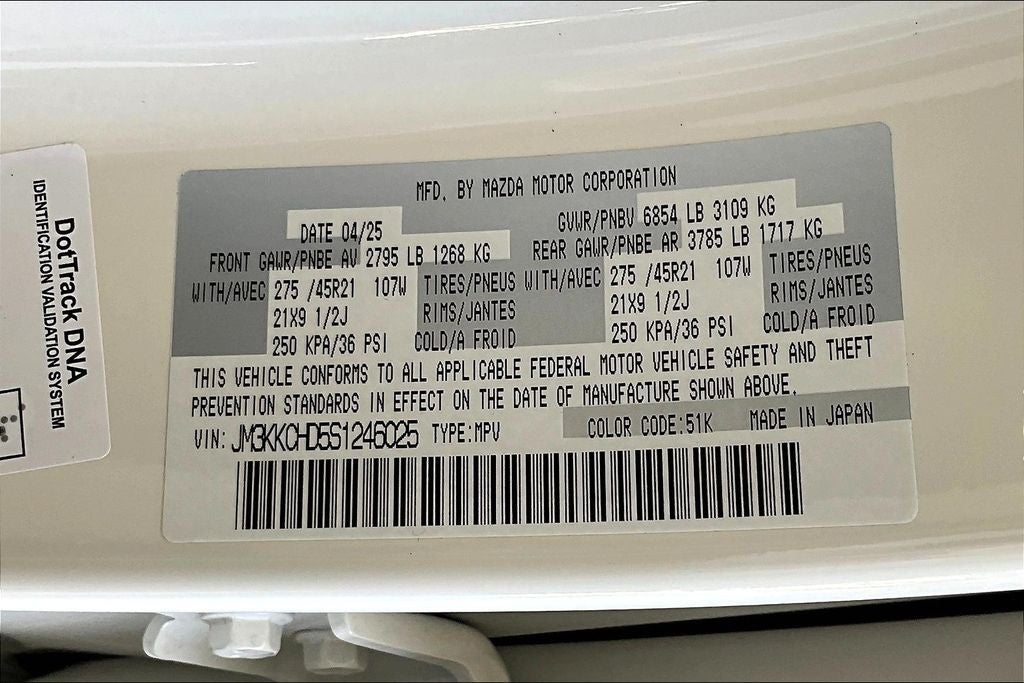 DotTrack DNA
IDENTIFICATION VALIDATION SYSTEM
MFD. BY MAZDA MOTOR CORPORATION
DATE 04/25 GVWR/PNBV 6854 LB 3109 KG
FRONT GAWR/PNBE AV 2795 LB 1268 KG REAR GAWR/PNBE AR 3785 LB 1717 KG
WITH/AVEC 275 /45R21 107W TIRES/PNEUS WITH/AVEC 275 /45R21 107W TIRES/PNEUS
21X9 1/2J RIMS/JANTES 21X9 1/2J RIMS/JANTES
250 KPA/36 PSI COLD/A FROID 250 KPA/36 PSI COLD/A FROID
THIS VEHICLE CONFORMS TO ALL APPLICABLE FEDERAL MOTOR VEHICLE SAFETY AND THEFT
PREVENTION STANDARDS IN EFFECT ON THE DATE OF MANUFACTURE SHOWN ABOVE.
VIN: JM3KKCHD5S1246025 TYPE:MPV COLOR CODE:51K MADE IN JAPAN